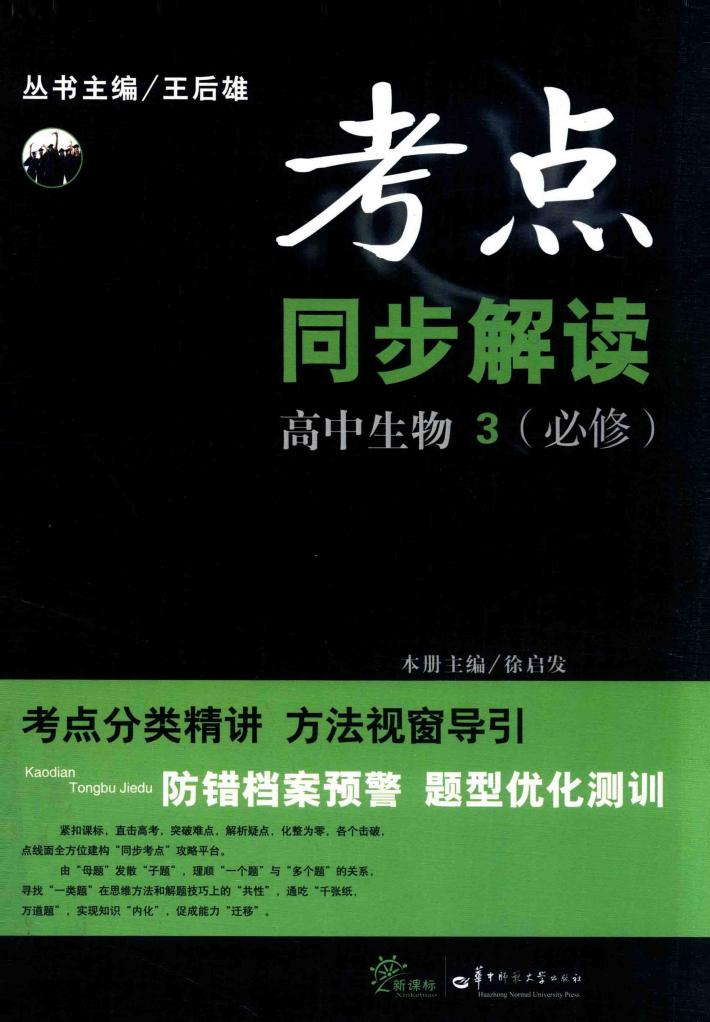 丛书主编/王后雄
考点
同步解读
高中生物 3（必修）
本册主编/徐启发
考点分类精讲 方法视窗导引
Kaodian
Tongbu Jiedu
防错档案预警 题型优化测训
紧扣课标，直击高考，突破难点，解析疑点，化整为零，各个击破，
点线面全方位建构“同步考点”攻略平台。
由“母题”发散“子题”，理顺“一个题”与“多个题”的关系，
寻找“一类题”在思维方法和解题技巧上的“共性”，通吃“千张纸，
万道题”，实现知识“内化”，促成能力“迁移”。
新课标
Xinkebiao
华中师范大学出版社
Huazhong Normal University Press